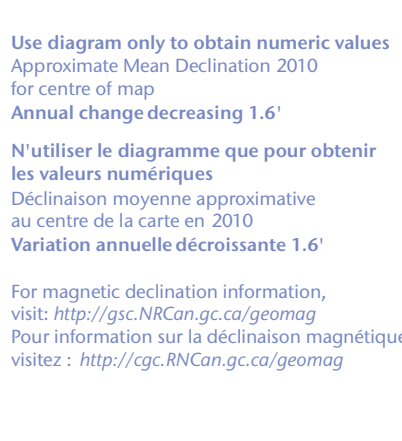 Use diagram only to obtain numeric values
Approximate Mean Declination 2010
for centre of map
Annual change decreasing 1.6'
N'utiliser le diagramme que pour obtenir
les valeurs numériques
Déclinaison moyenne approximative
au centre de la carte en 2010
Variation annuelle décroissante 1.6'
For magnetic declination information,
visit: http://gsc.NRCan.gc.ca/geomag
Pour information sur la déclinaison magnétique
visitez : http://cgc.RNCan.gc.ca/geomag